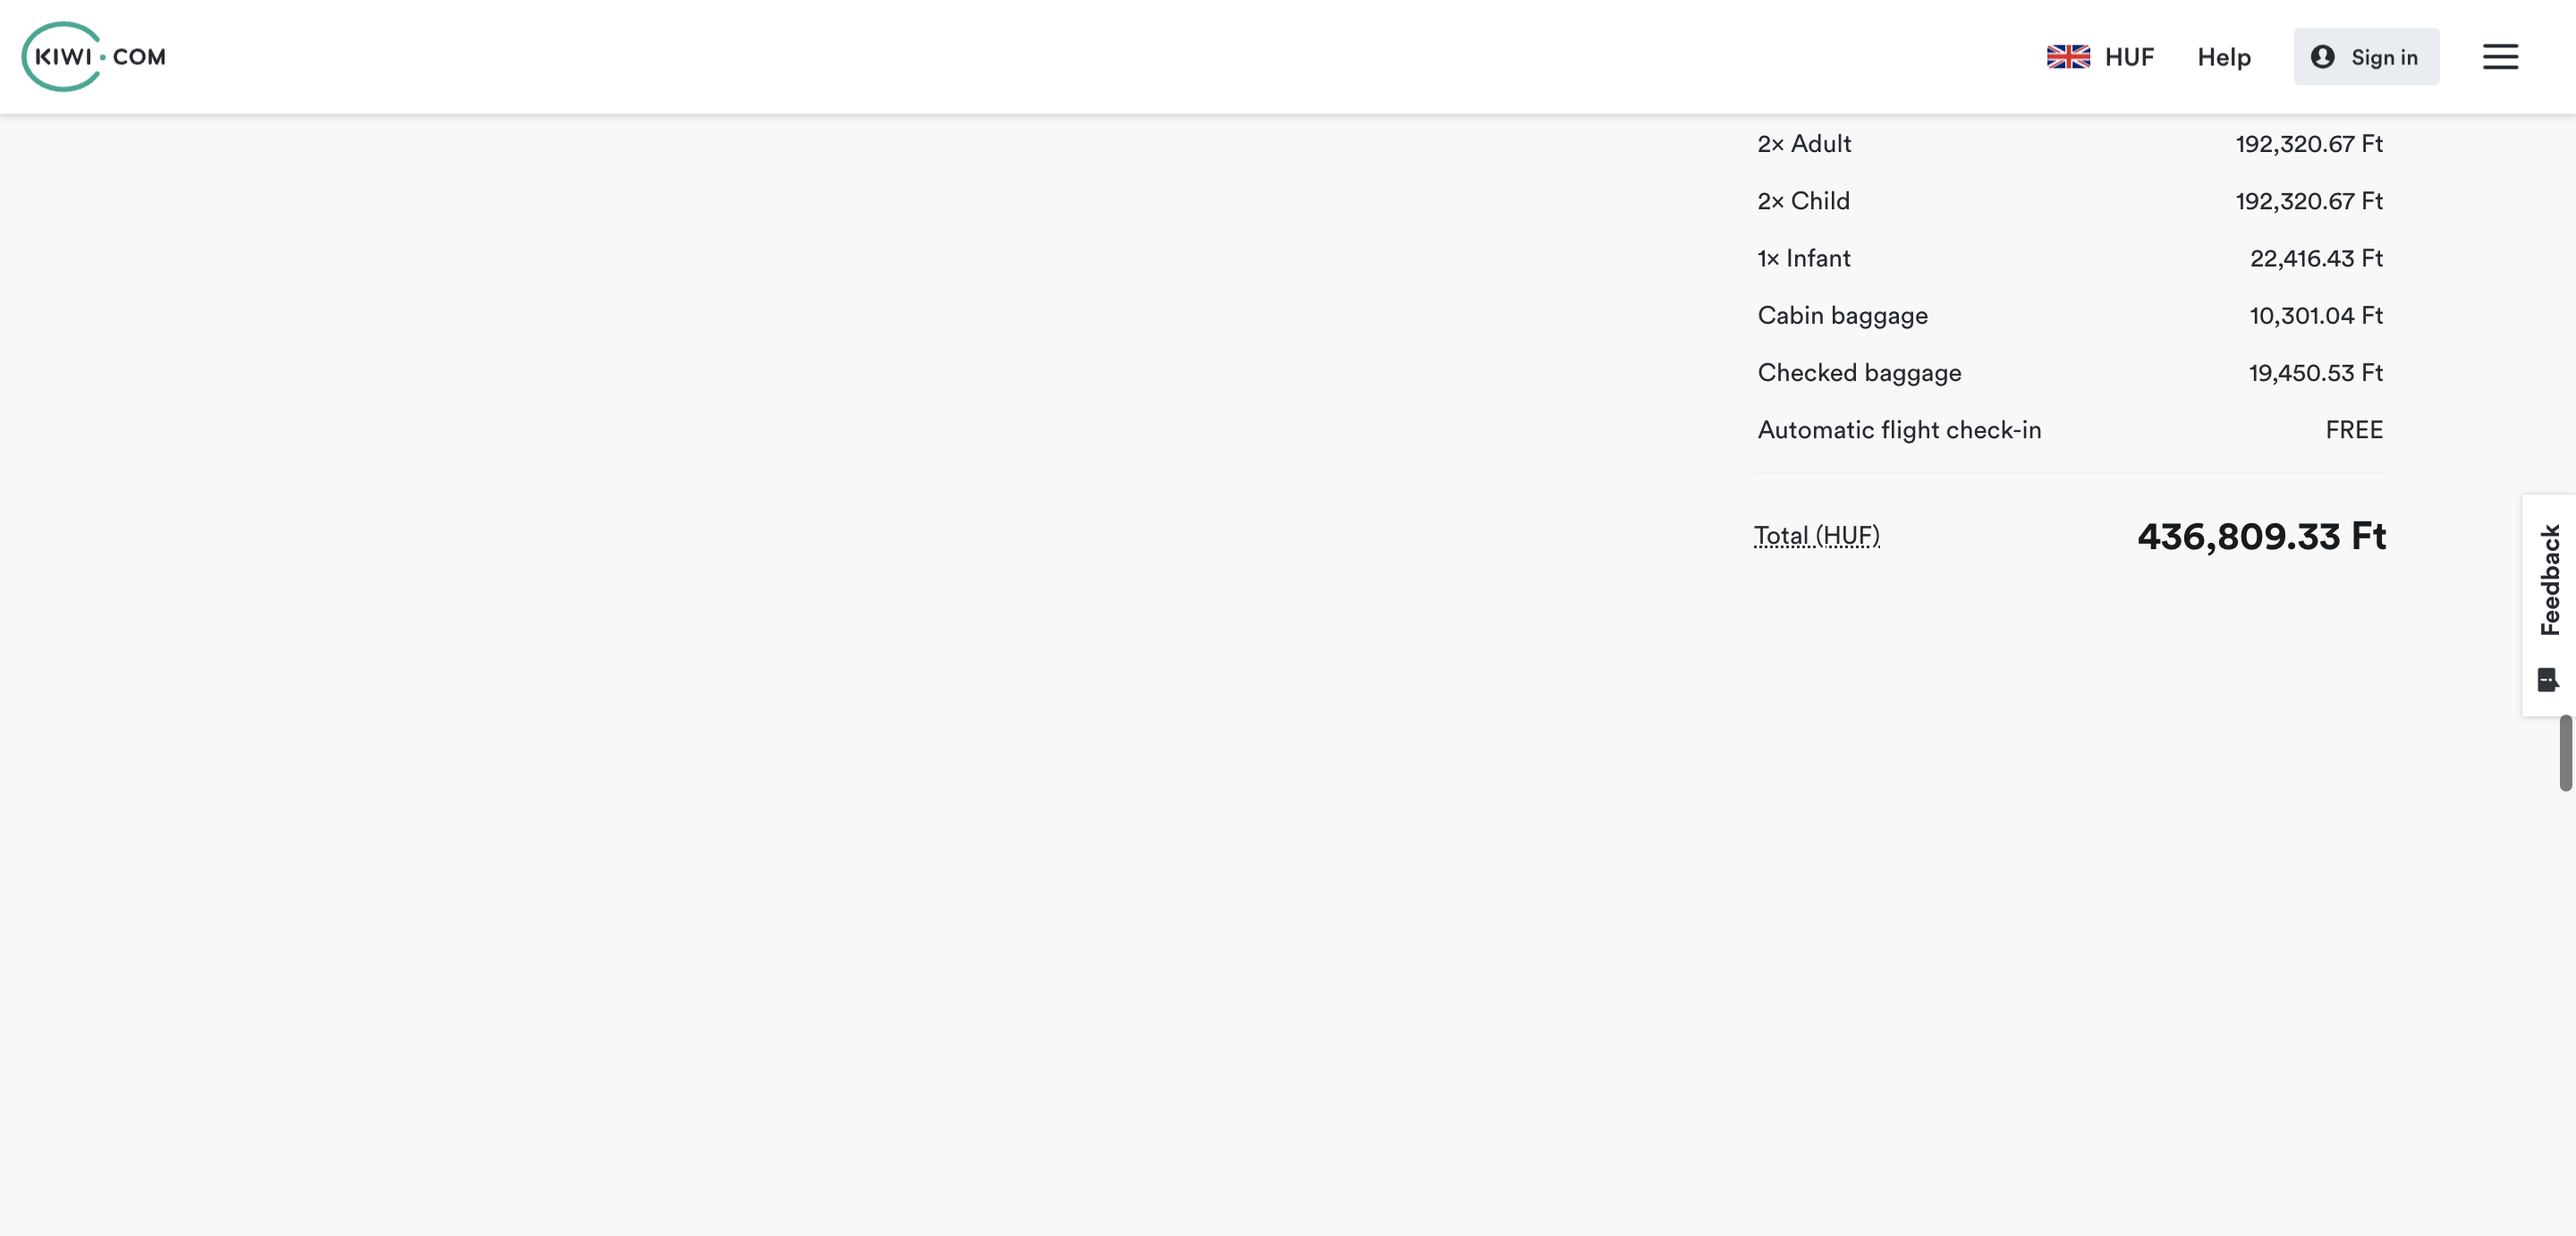 KIWI.COM
HUF Help Sign in
2× Adult 192,320.67 Ft
2× Child 192,320.67 Ft
1× Infant 22,416.43 Ft
Cabin baggage 10,301.04 Ft
Checked baggage 19,450.53 Ft
Automatic flight check-in FREE
Total (HUF) 436,809.33 Ft
Feedback